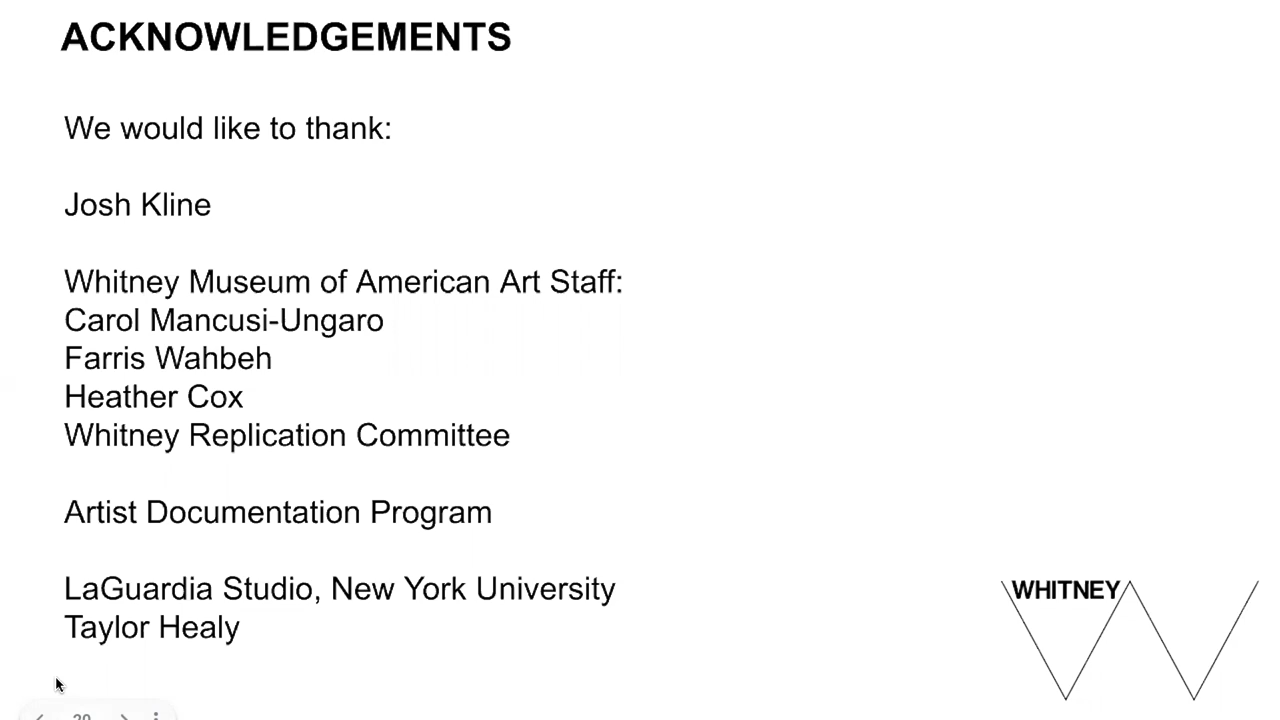 ACKNOWLEDGEMENTS
We would like to thank:
Josh Kline
Whitney Museum of American Art Staff:
Carol Mancusi-Ungaro
Farris Wahbeh
Heather Cox
Whitney Replication Committee
Artist Documentation Program
LaGuardia Studio, New York University
Taylor Healy
WHITNEY